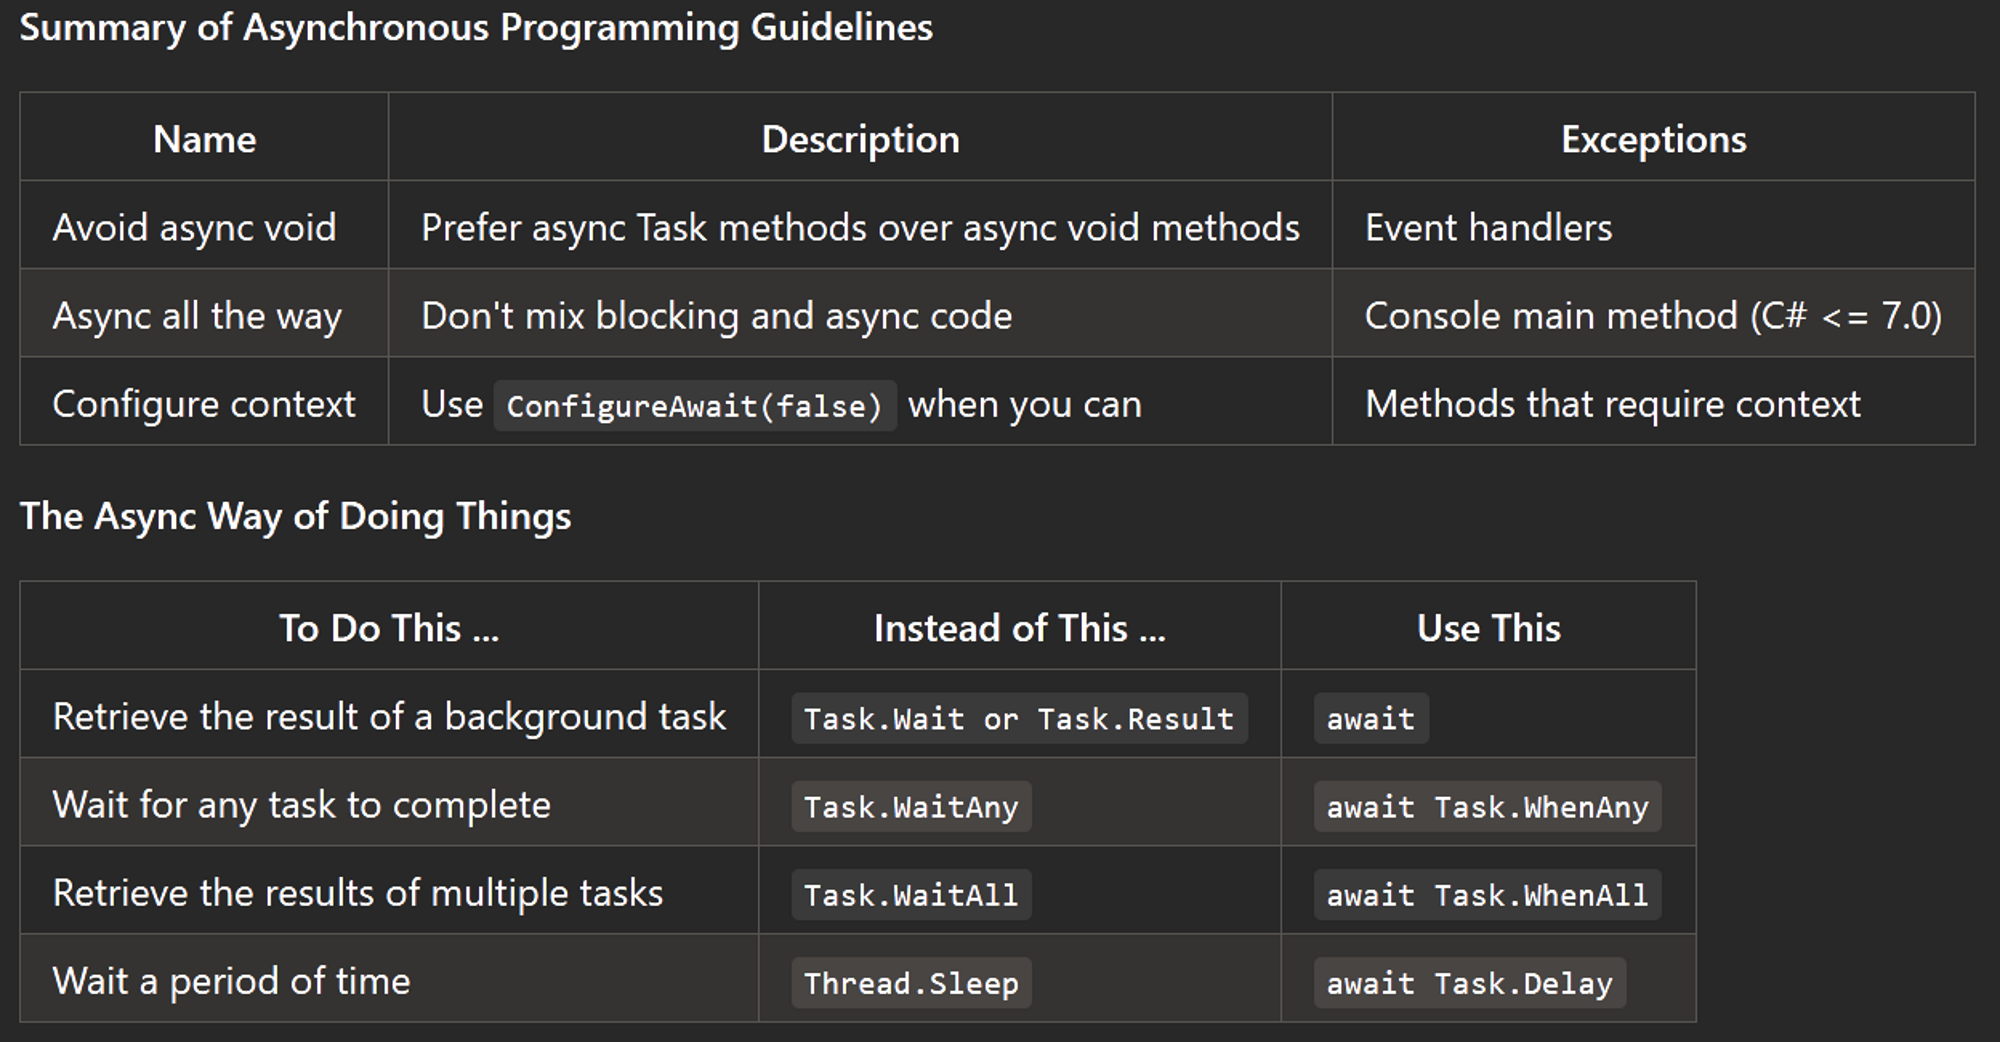 Summary of Asynchronous Programming Guidelines
Name Description Exceptions
Avoid async void Prefer async Task methods over async void methods Event handlers
Async all the way Don't mix blocking and async code Console main method (C# <= 7.0)
Configure context Use ConfigureAwait(false) when you can Methods that require context
The Async Way of Doing Things
To Do This ... Instead of This ... Use This
Retrieve the result of a background task Task.Wait or Task.Result await
Wait for any task to complete Task.WaitAny await Task.WhenAny
Retrieve the results of multiple tasks Task.WaitAll await Task.WhenAll
Wait a period of time Thread.Sleep await Task.Delay